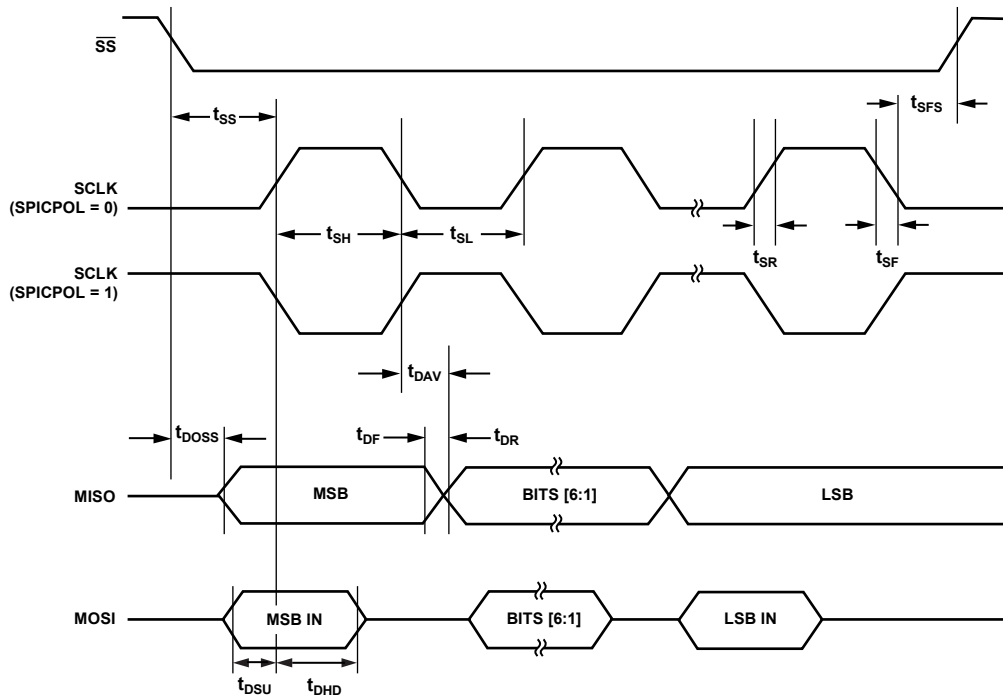 SS
tSS
tSFS
SCLK
(SPICPOL = 0)
tSH
tSL
tSR
tSF
SCLK
(SPICPOL = 1)
tDAV
tDOSS
tDF
tDR
MISO
MSB
BITS [6:1]
LSB
MOSI
MSB IN
BITS [6:1]
LSB IN
tDSU
tDHD